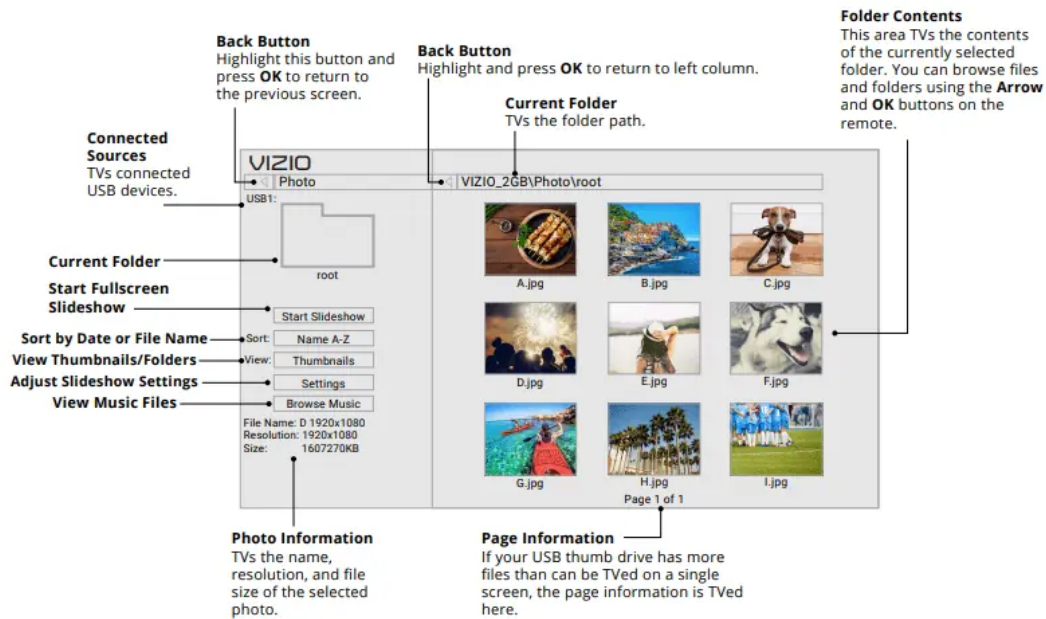 Folder Contents
This area TVs the contents
of the currently selected
folder. You can browse files
and folders using the Arrow
and OK buttons on the
remote.
Back Button
Highlight this button and
press OK to return to
the previous screen.
Back Button
Highlight and press OK to return to left column.
Current Folder
TVs the folder path.
Connected
Sources
TVs connected
USB devices.
VIZIO
Photo
VIZIO_2GB\Photo\root
USB1:
root
Current Folder
Start Fullscreen
Slideshow
Start Slideshow
Sort by Date or File Name
Sort:
Name A-Z
View Thumbnails/Folders
View:
Thumbnails
Adjust Slideshow Settings
Settings
View Music Files
Browse Music
File Name: D 1920x1080
Resolution: 1920x1080
Size: 1607270KB
A.jpg
B.jpg
C.jpg
D.jpg
E.jpg
F.jpg
G.jpg
H.jpg
I.jpg
Page 1 of 1
Photo Information
TVs the name,
resolution, and file
size of the selected
photo.
Page Information
If your USB thumb drive has more
files than can be TVed on a single
screen, the page information is TVed
here.